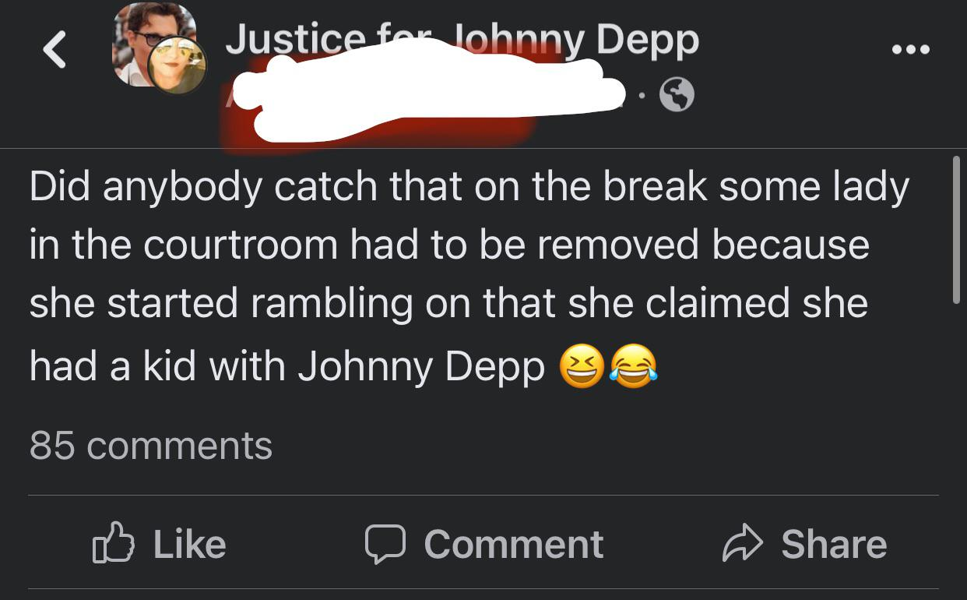 Justice for Johnny Depp
Did anybody catch that on the break some lady
in the courtroom had to be removed because
she started rambling on that she claimed she
had a kid with Johnny Depp 😆😂
85 comments
Like
Comment
Share